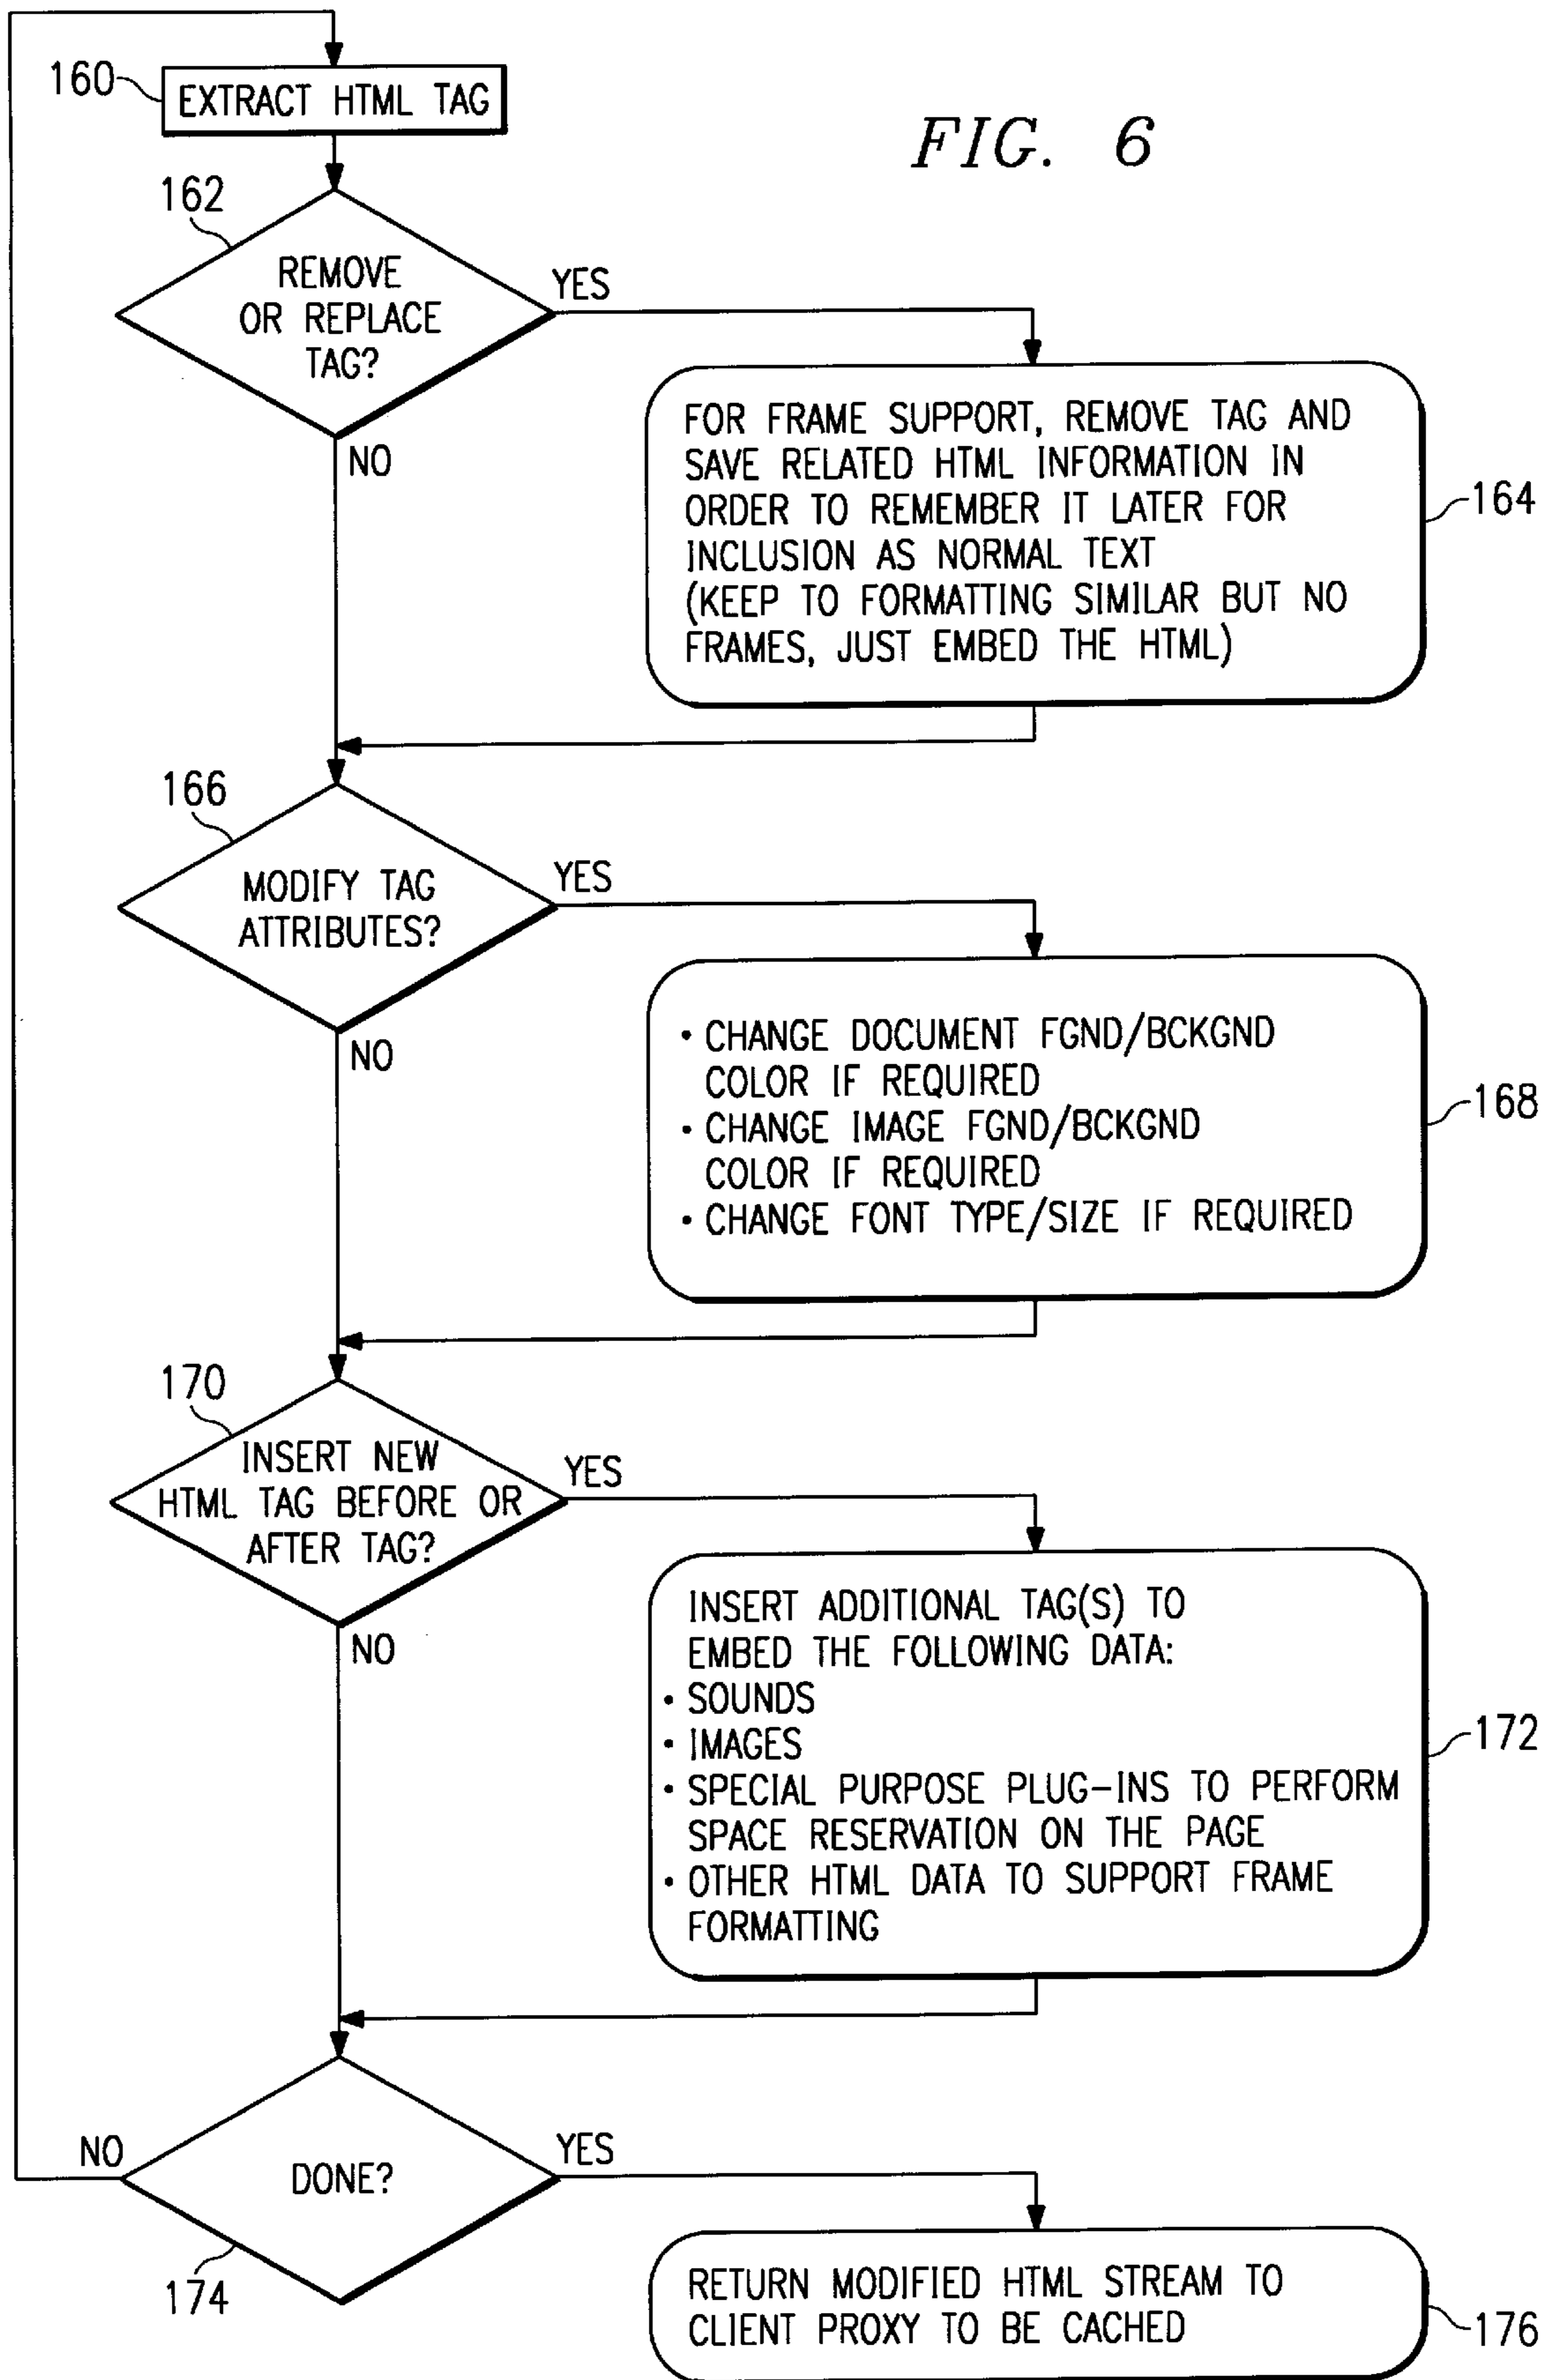 160
EXTRACT HTML TAG
FIG. 6
162
REMOVE
OR REPLACE
TAG?
YES
NO
FOR FRAME SUPPORT, REMOVE TAG AND
SAVE RELATED HTML INFORMATION IN
ORDER TO REMEMBER IT LATER FOR
INCLUSION AS NORMAL TEXT
(KEEP TO FORMATTING SIMILAR BUT NO
FRAMES, JUST EMBED THE HTML)
164
166
MODIFY TAG
ATTRIBUTES?
YES
NO
• CHANGE DOCUMENT FGND/BCKGND
COLOR IF REQUIRED
• CHANGE IMAGE FGND/BCKGND
COLOR IF REQUIRED
• CHANGE FONT TYPE/SIZE IF REQUIRED
168
170
INSERT NEW
HTML TAG BEFORE OR
AFTER TAG?
YES
NO
INSERT ADDITIONAL TAG(S) TO
EMBED THE FOLLOWING DATA:
• SOUNDS
• IMAGES
• SPECIAL PURPOSE PLUG-INS TO PERFORM
SPACE RESERVATION ON THE PAGE
• OTHER HTML DATA TO SUPPORT FRAME
FORMATTING
172
NO
DONE?
YES
174
RETURN MODIFIED HTML STREAM TO
CLIENT PROXY TO BE CACHED
176